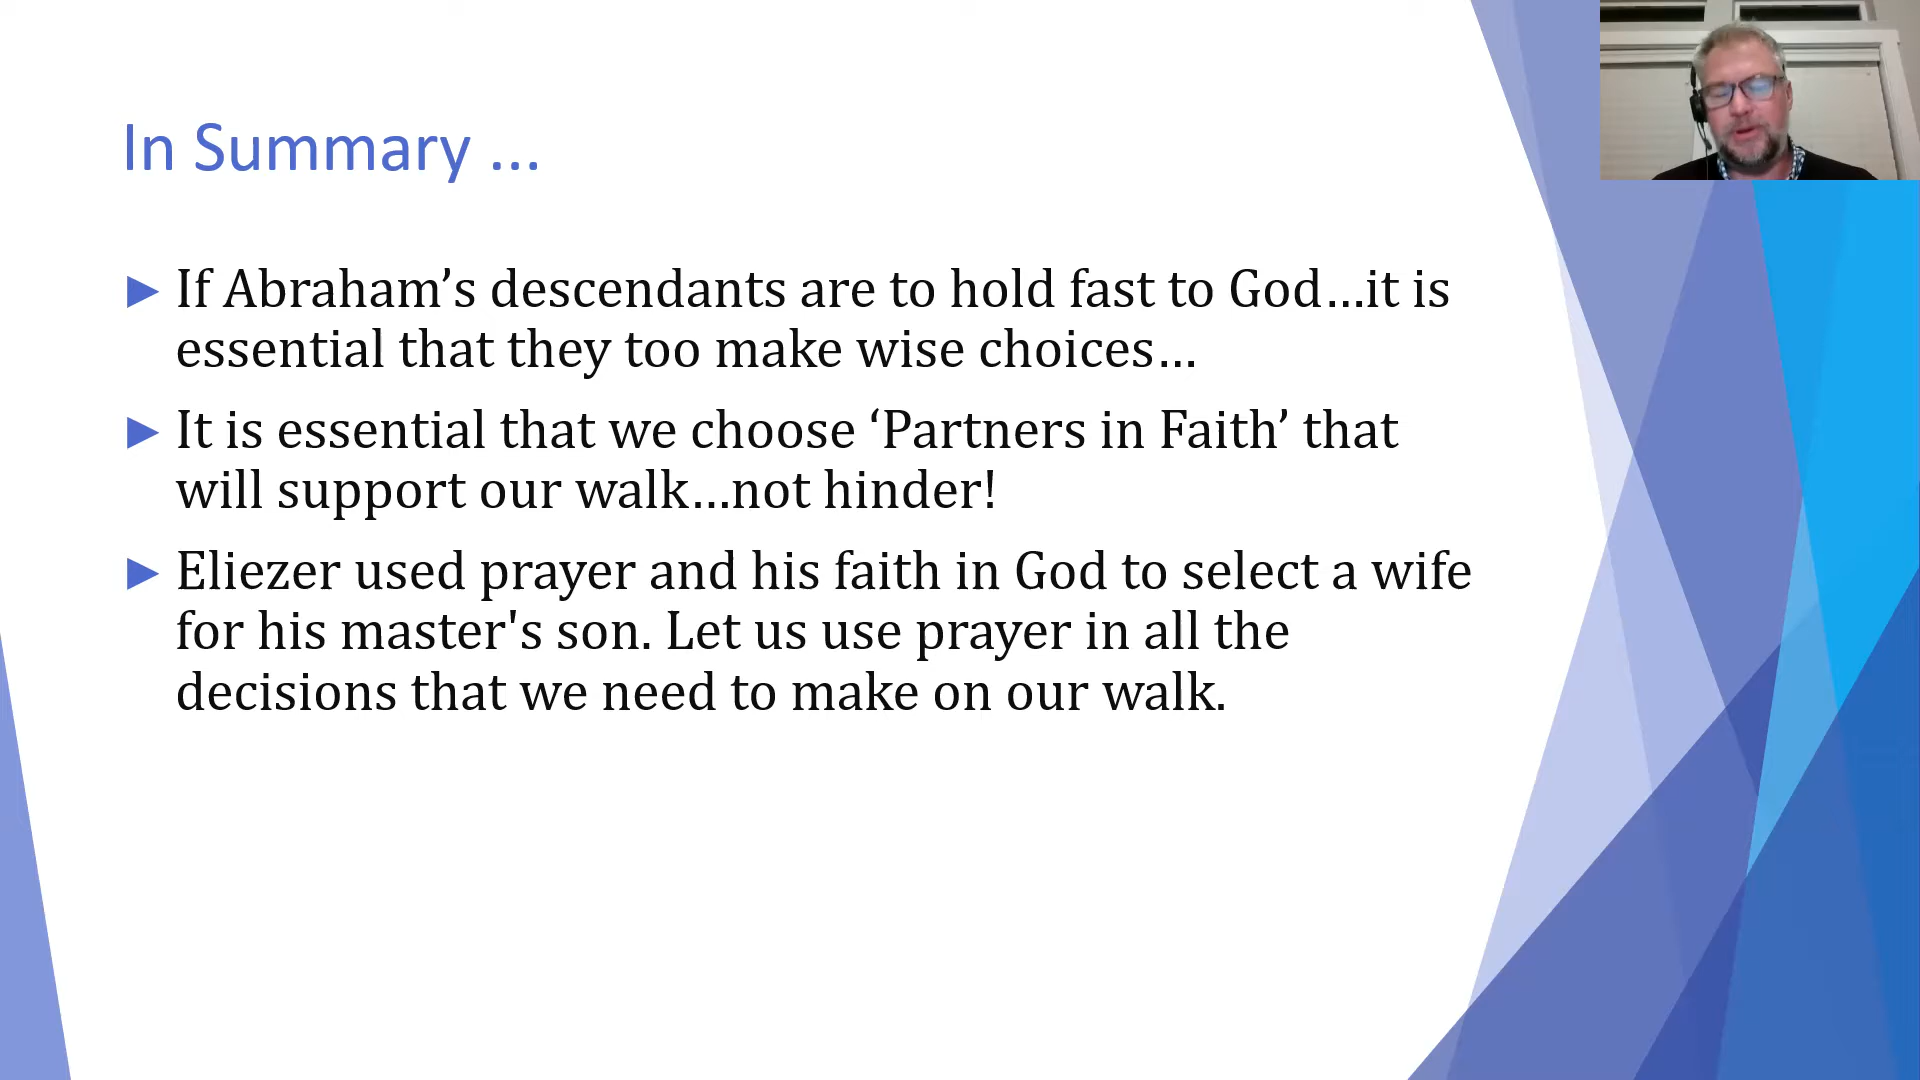 In Summary ...
If Abraham’s descendants are to hold fast to God…it is
essential that they too make wise choices…
It is essential that we choose ‘Partners in Faith’ that
will support our walk…not hinder!
Eliezer used prayer and his faith in God to select a wife
for his master's son. Let us use prayer in all the
decisions that we need to make on our walk.